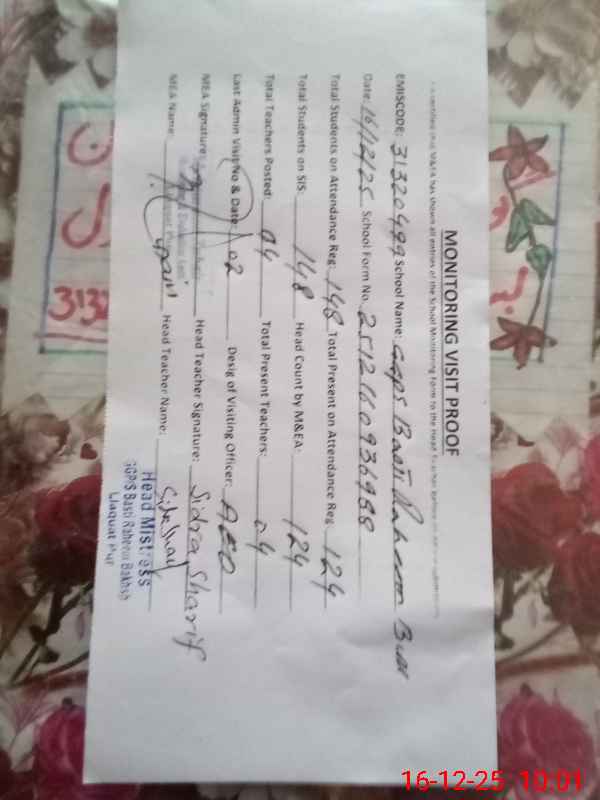 MONITORING VISIT PROOF
EMISCODE: 31320499 School Name: GGPS Basti Raheem Bux
Date: 16/12/25 School Form No. 2512160936988
Total Students on Attendance Reg. 148 Total Present on Attendance Reg 124
Total Students on SIS: 148 Head Count by M&EA: 124
Total Teachers Posted: 04 Total Present Teachers: 04
Last Admin Visit No & Date: 02 Desig of Visiting Officer: AEO
MEA Signature: Head Teacher Signature: Sidra Sharif
MEA Name: Head Teacher Name:
Head Mistress
GGP/S Basti Raheem Bakhsh
Liaquat Pur
3132
16-12-25 10:01